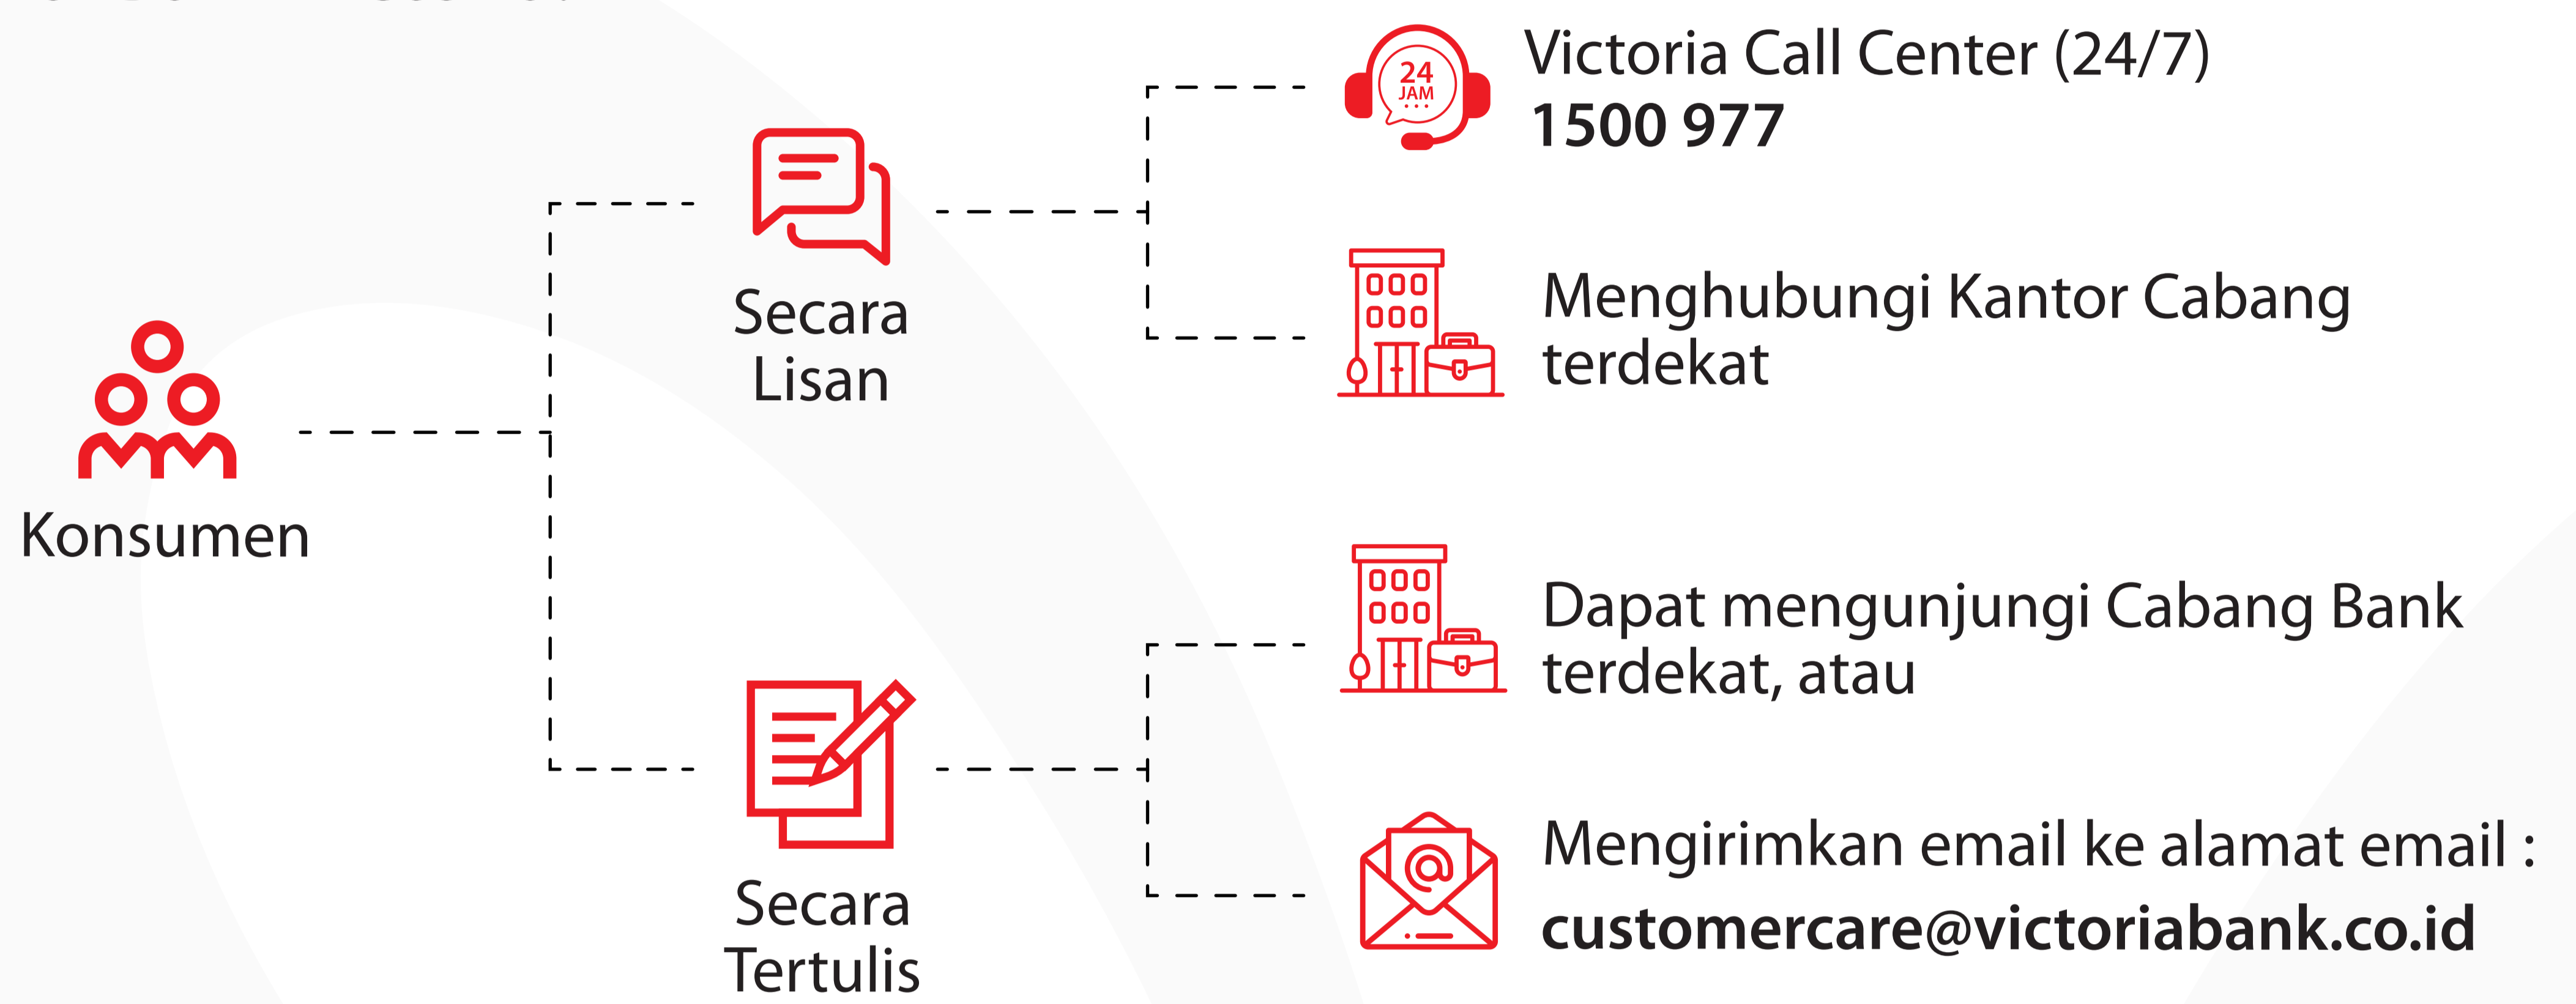 Victoria Call Center (24/7)
24
JAM
1500 977
Secara
Lisan
Menghubungi Kantor Cabang
terdekat
Konsumen
Dapat mengunjungi Cabang Bank
terdekat, atau
Secara
Tertulis
Mengirimkan email ke alamat email :
customercare@victoriabank.co.id